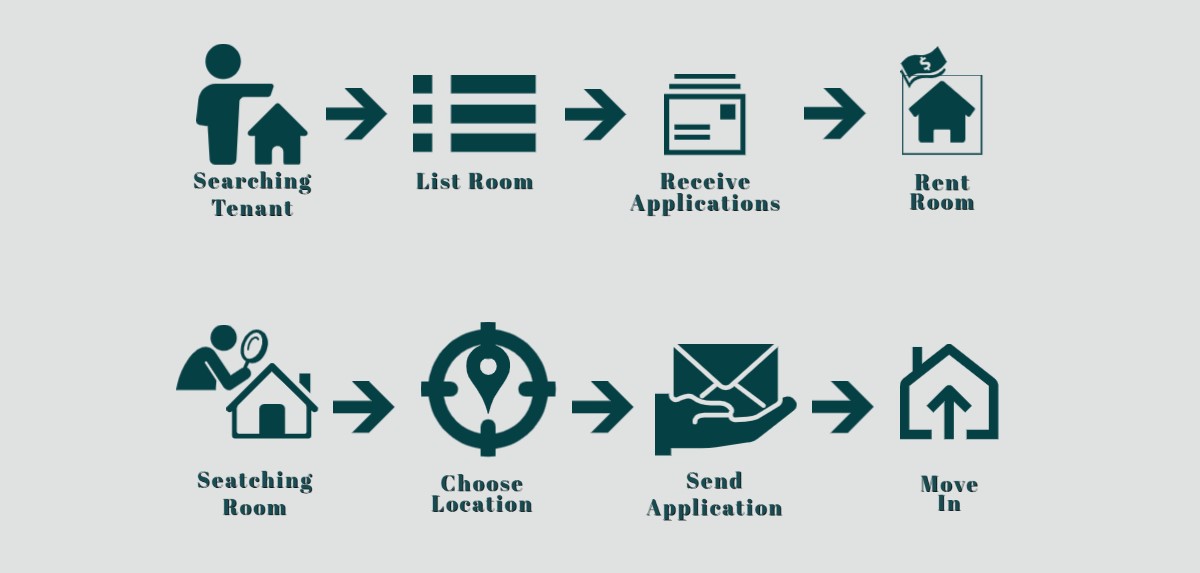 $
Searching
Tenant
List Room
Receive
Applications
Rent
Room
Seatching
Room
Choose
Location
Send
Application
Move
In